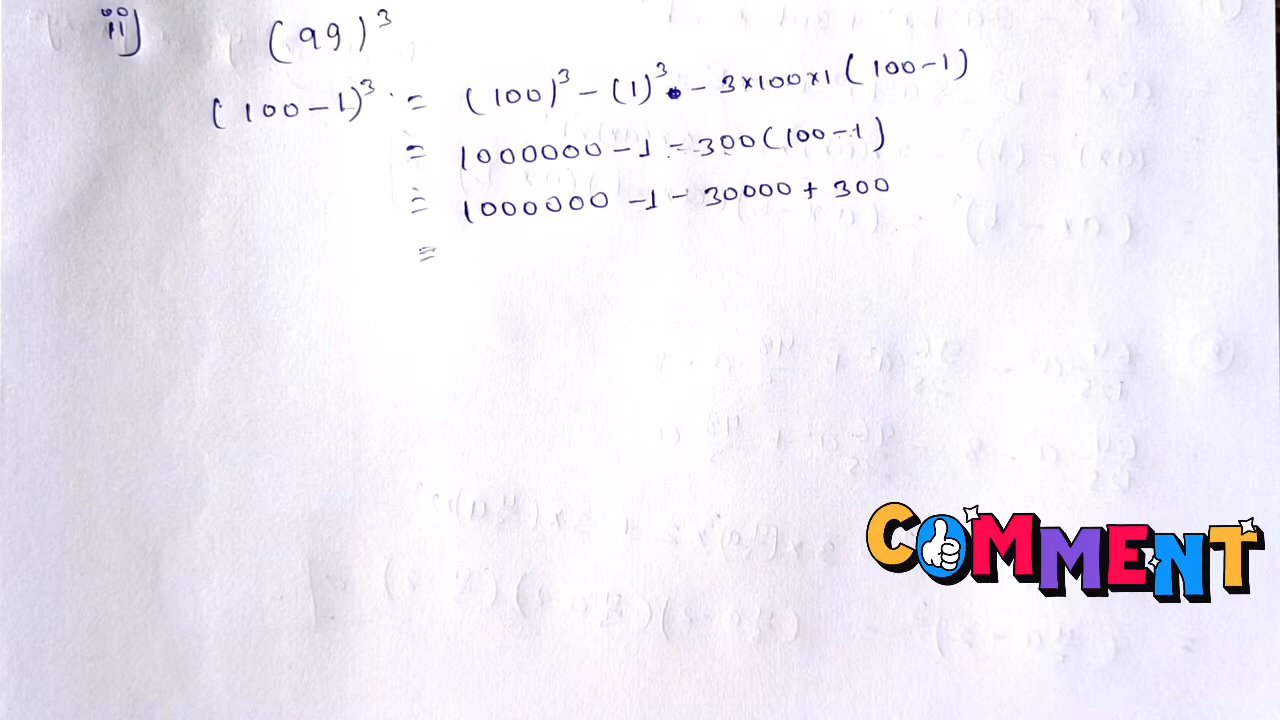 ii) (99)³
(100-1)³ = (100)³ - (1)³ - 3×100×1 (100-1)
= 1000000 - 1 - 300(100-1)
= 1000000 - 1 - 30000 + 300
=
COMMENT